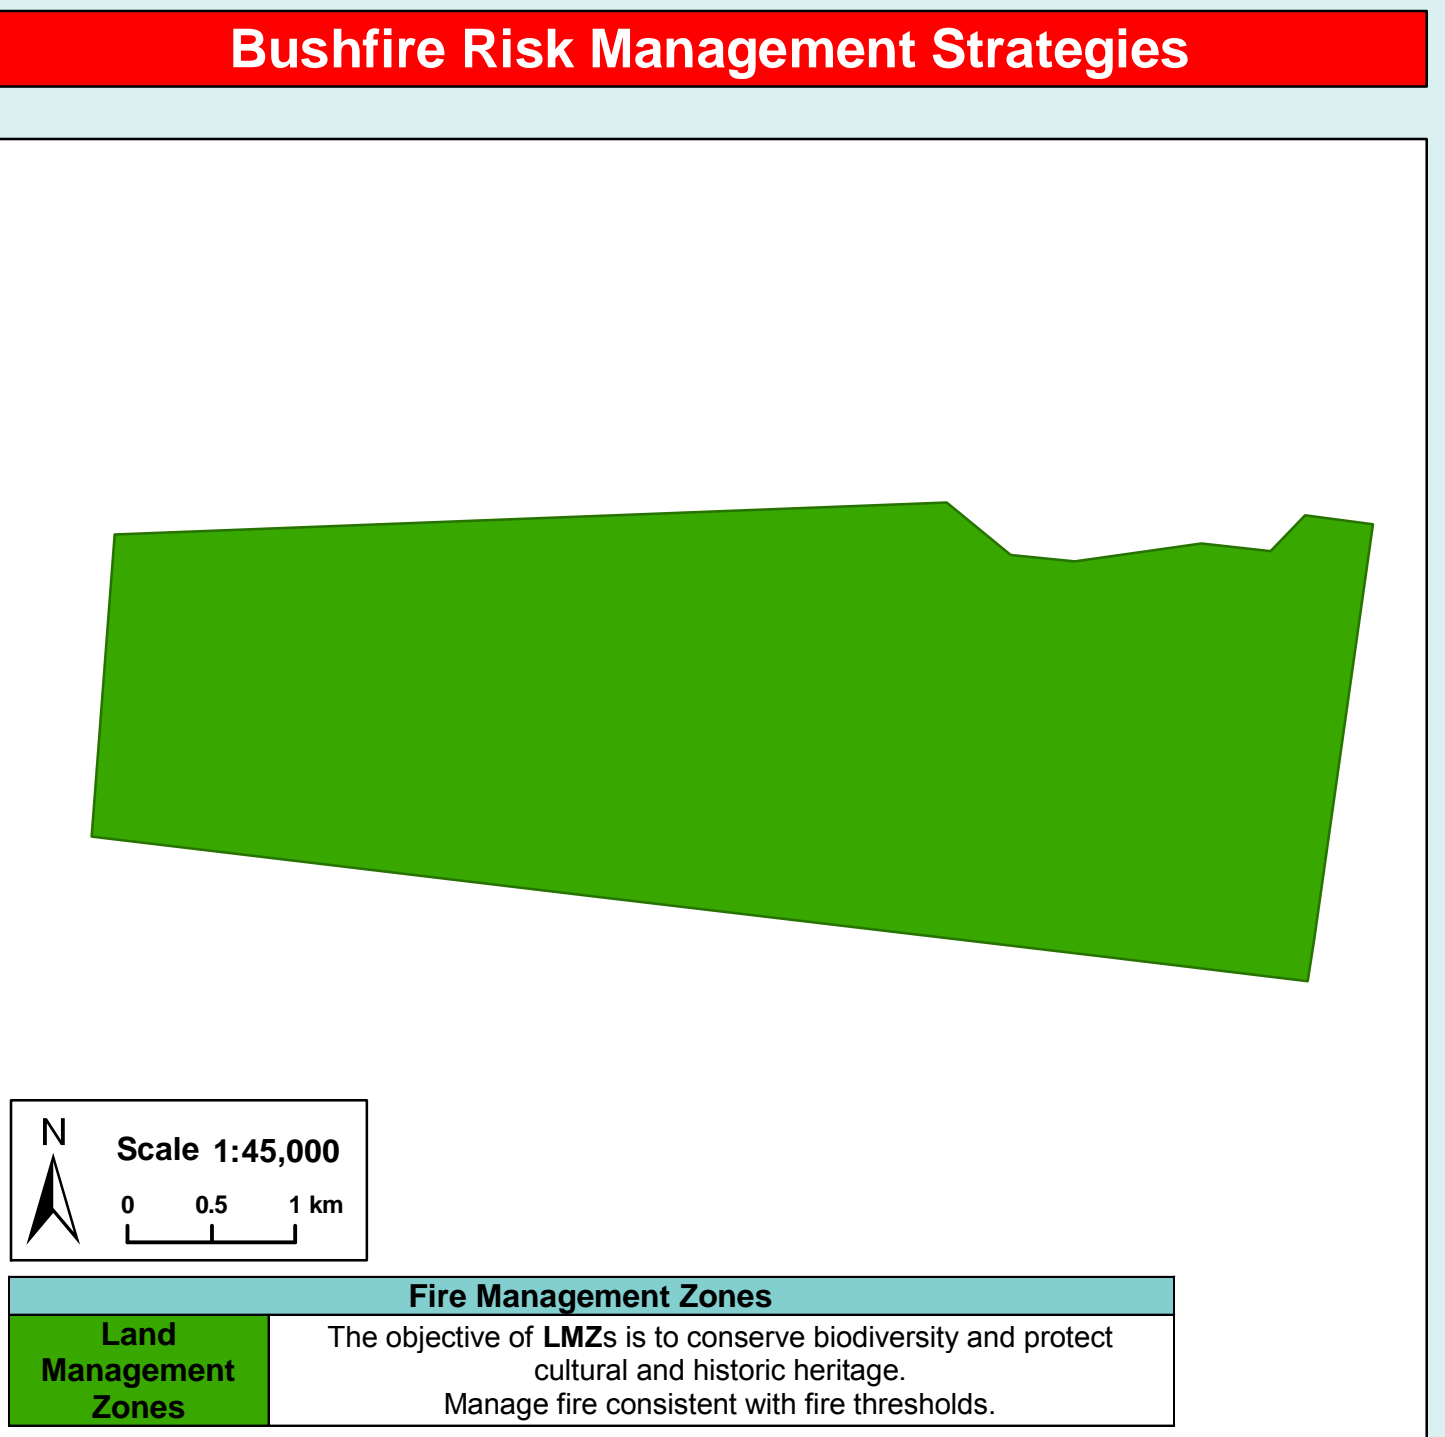 Bushfire Risk Management Strategies
N
Scale 1:45,000
0 0.5 1 km
Fire Management Zones
Land
Management
Zones
The objective of LMZs is to conserve biodiversity and protect
cultural and historic heritage.
Manage fire consistent with fire thresholds.